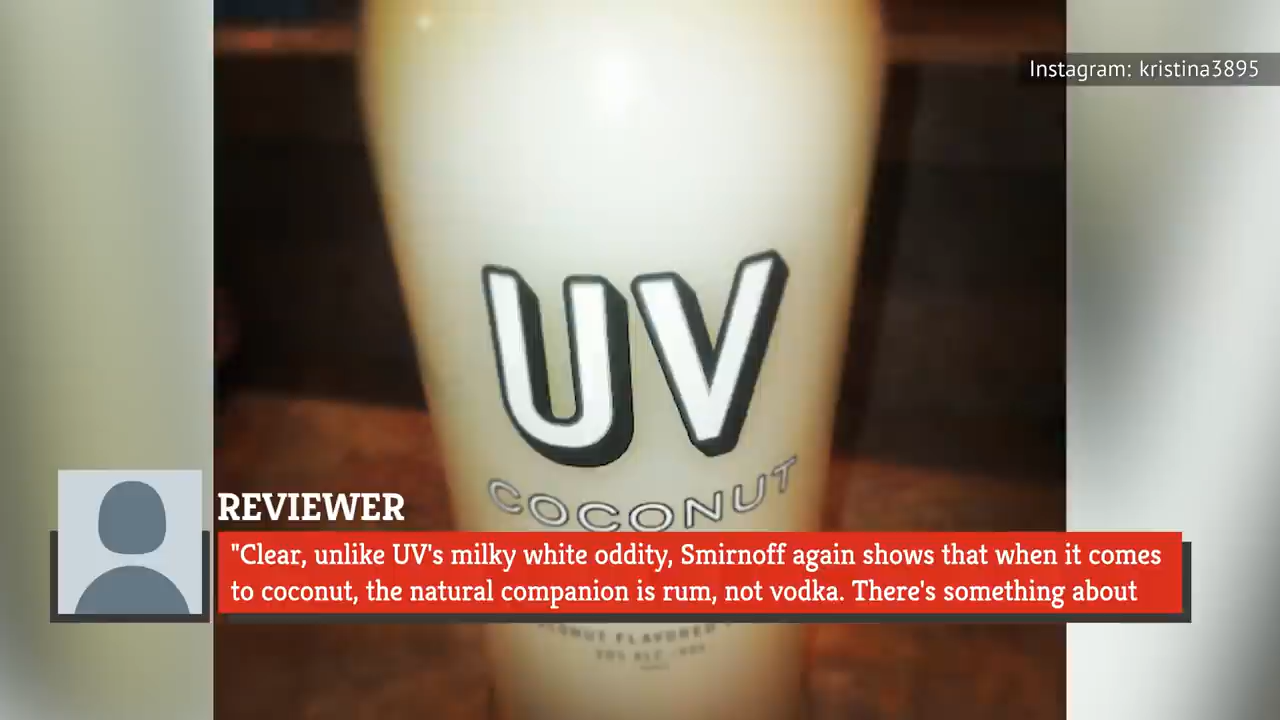 Instagram: kristina3895
UV
COCONUT
REVIEWER
"Clear, unlike UV's milky white oddity, Smirnoff again shows that when it comes
to coconut, the natural companion is rum, not vodka. There's something about
FLAVORED